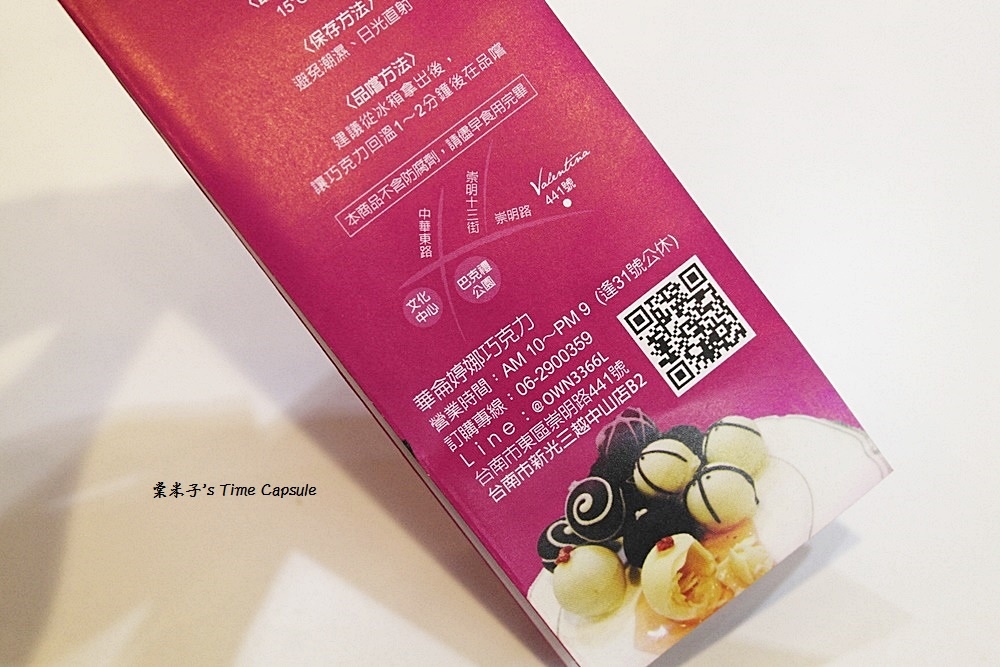 15°C
〈保存方法〉
避免潮濕、日光直射
〈品嚐方法〉
建議從冰箱拿出後，
讓巧克力回溫1～2分鐘後在品嚐
本商品不含防腐劑，請儘早食用完畢
Valentina
441號
崇明十三街
崇明路
中華東路
巴克禮
公園
文化
中心
華侖婷娜巧克力
營業時間：AM 10～PM 9（逢31號公休）
訂購專線：06-2900359
Line：@OWN3366L
台南市東區崇明路441號
台南市新光三越中山店B2
粟米子's Time Capsule